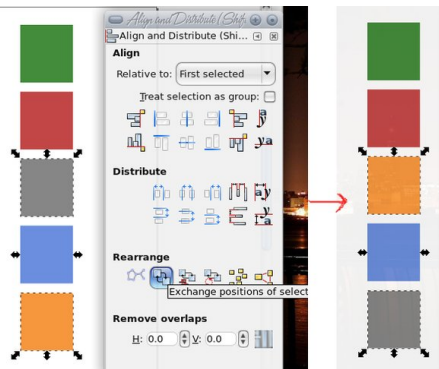 Align and Distribute (Shift
Align and Distribute (Shi...
Align
Relative to: First selected
Treat selection as group:
Distribute
Rearrange
Exchange positions of select
Remove overlaps
H: 0.0 V: 0.0